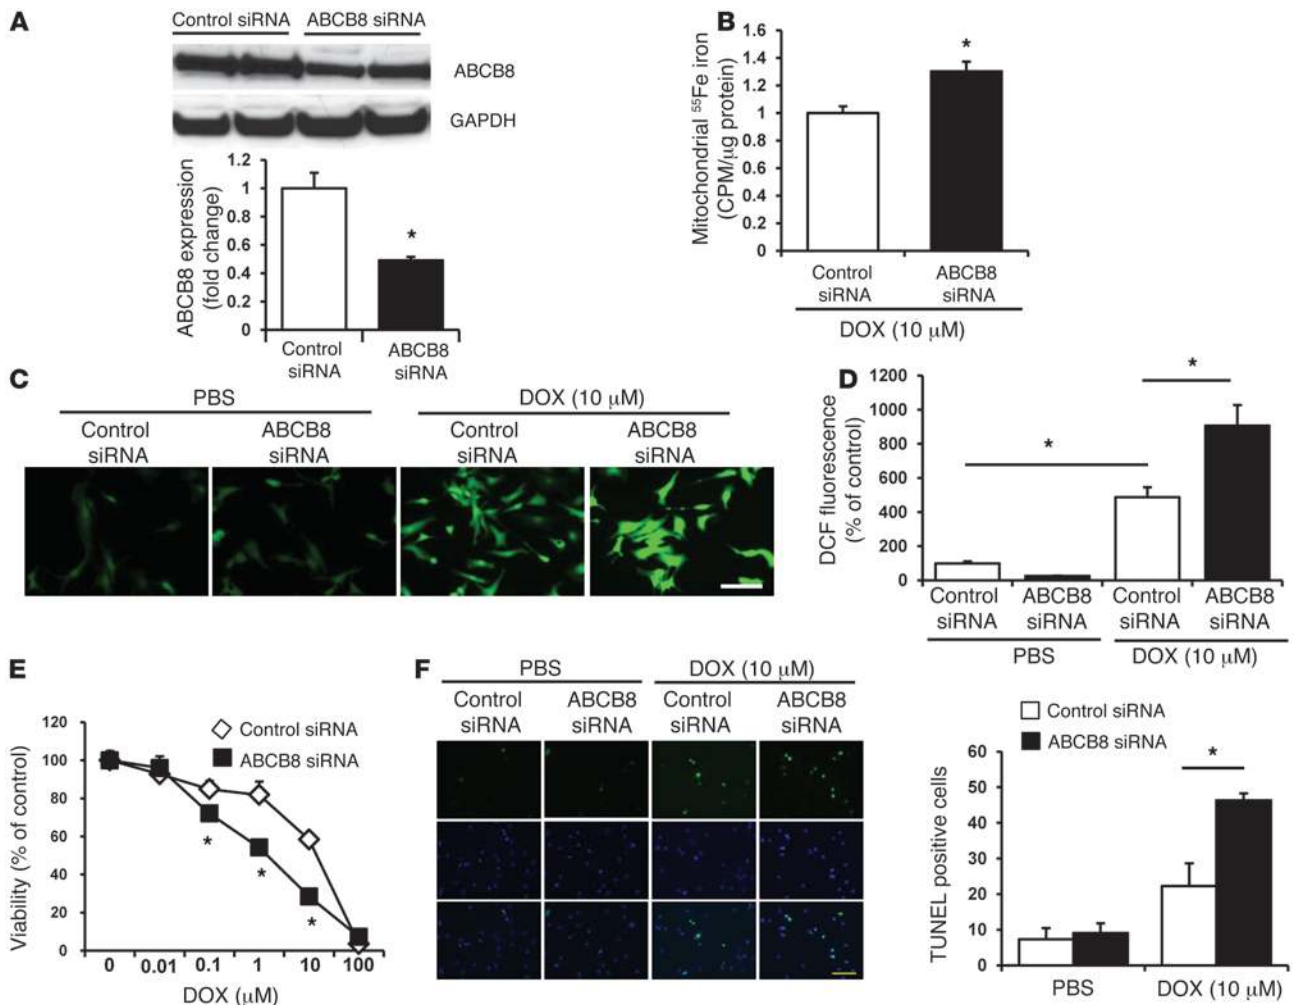 A
Control siRNA ABCB8 siRNA
ABCB8
GAPDH
ABCB8 expression
(fold change)
1.2
1
0.8
0.6
0.4
0.2
0
*
Control
siRNA
ABCB8
siRNA
B
Mitochondrial ⁵⁵Fe iron
(CPM/µg protein)
1.6
1.4
1.2
1
0.8
0.6
0.4
0.2
0
*
Control
siRNA
ABCB8
siRNA
DOX (10 µM)
C
PBS DOX (10 µM)
Control
siRNA
ABCB8
siRNA
Control
siRNA
ABCB8
siRNA
D
DCF fluorescence
(% of control)
1200
1000
800
600
400
200
0
*
*
Control
siRNA
ABCB8
siRNA
Control
siRNA
ABCB8
siRNA
PBS DOX (10 µM)
E
Viability (% of control)
120
100
80
60
40
20
0
Control siRNA
ABCB8 siRNA
*
*
*
0 0.01 0.1 1 10 100
DOX (µM)
F
PBS DOX (10 µM)
Control
siRNA
ABCB8
siRNA
Control
siRNA
ABCB8
siRNA
Control siRNA
ABCB8 siRNA
TUNEL positive cells
60
50
40
30
20
10
0
*
PBS DOX (10 µM)